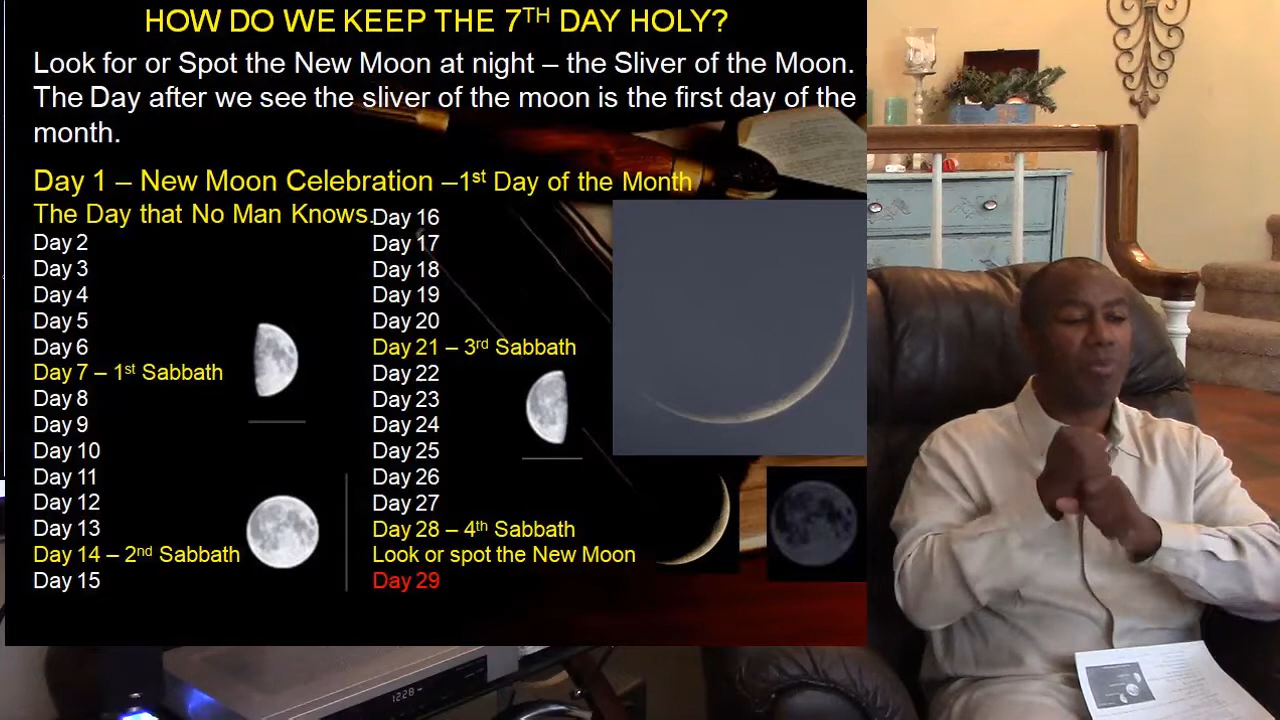 HOW DO WE KEEP THE 7TH DAY HOLY?
Look for or Spot the New Moon at night – the Sliver of the Moon.
The Day after we see the sliver of the moon is the first day of the
month.
Day 1 – New Moon Celebration –1st Day of the Month
The Day that No Man Knows.
Day 2
Day 3
Day 4
Day 5
Day 6
Day 7 – 1st Sabbath
Day 8
Day 9
Day 10
Day 11
Day 12
Day 13
Day 14 – 2nd Sabbath
Day 15
Day 16
Day 17
Day 18
Day 19
Day 20
Day 21 – 3rd Sabbath
Day 22
Day 23
Day 24
Day 25
Day 26
Day 27
Day 28 – 4th Sabbath
Look or spot the New Moon
Day 29
1228